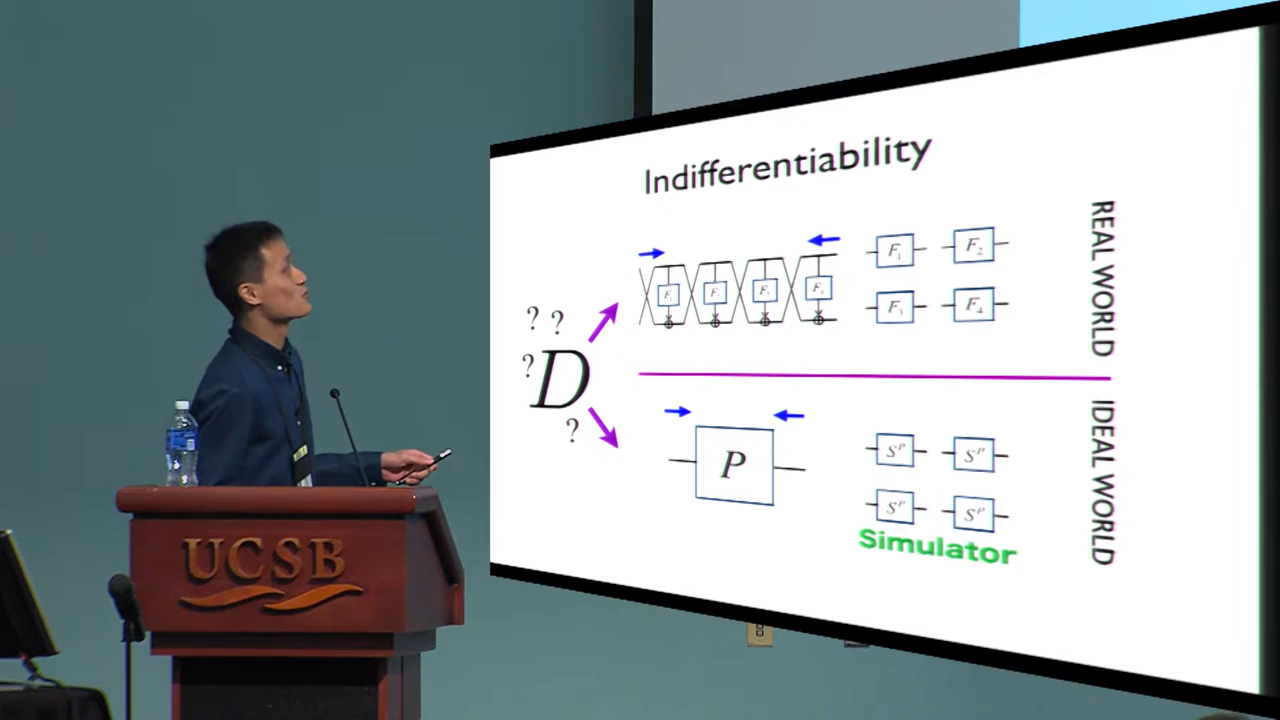 Indifferentiability
REAL WORLD
F₁ F₂
F₃ F₄
? ?
?
D
?
IDEAL WORLD
P
Sᴾ Sᴾ
Sᴾ Sᴾ
Simulator
UCSB